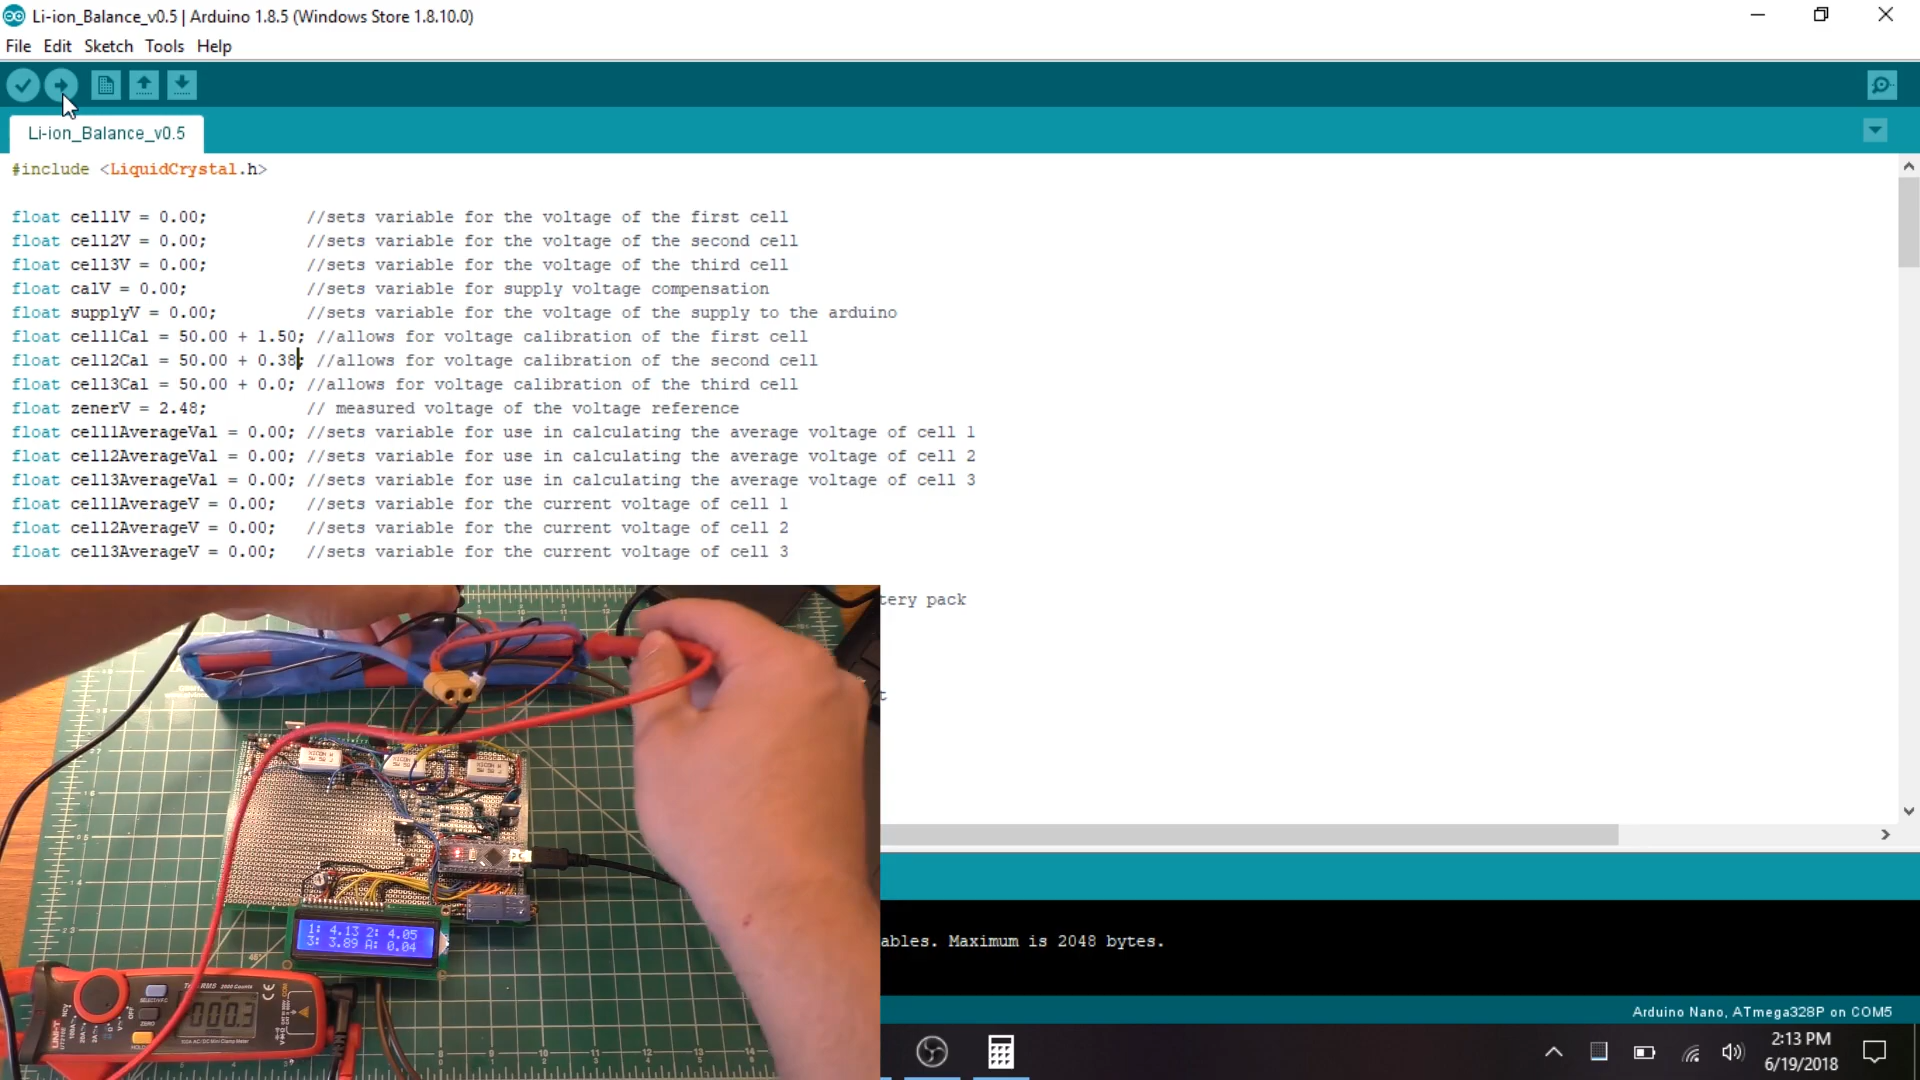 Li-ion_Balance_v0.5 | Arduino 1.8.5 (Windows Store 1.8.10.0)
File Edit Sketch Tools Help
Li-ion_Balance_v0.5
#include <LiquidCrystal.h>
float cell1V = 0.00; //sets variable for the voltage of the first cell
float cell2V = 0.00; //sets variable for the voltage of the second cell
float cell3V = 0.00; //sets variable for the voltage of the third cell
float calV = 0.00; //sets variable for supply voltage compensation
float supplyV = 0.00; //sets variable for the voltage of the supply to the arduino
float cell1Cal = 50.00 + 1.50; //allows for voltage calibration of the first cell
float cell2Cal = 50.00 + 0.38; //allows for voltage calibration of the second cell
float cell3Cal = 50.00 + 0.0; //allows for voltage calibration of the third cell
float zenerV = 2.48; // measured voltage of the voltage reference
float cell1AverageVal = 0.00; //sets variable for use in calculating the average voltage of cell 1
float cell2AverageVal = 0.00; //sets variable for use in calculating the average voltage of cell 2
float cell3AverageVal = 0.00; //sets variable for use in calculating the average voltage of cell 3
float cell1AverageV = 0.00; //sets variable for the current voltage of cell 1
float cell2AverageV = 0.00; //sets variable for the current voltage of cell 2
float cell3AverageV = 0.00; //sets variable for the current voltage of cell 3
tery pack
t
1: 4.13 2: 4.05
3: 3.89 A: 0.04
ables. Maximum is 2048 bytes.
000.3
Arduino Nano, ATmega328P on COM5
2:13 PM
6/19/2018